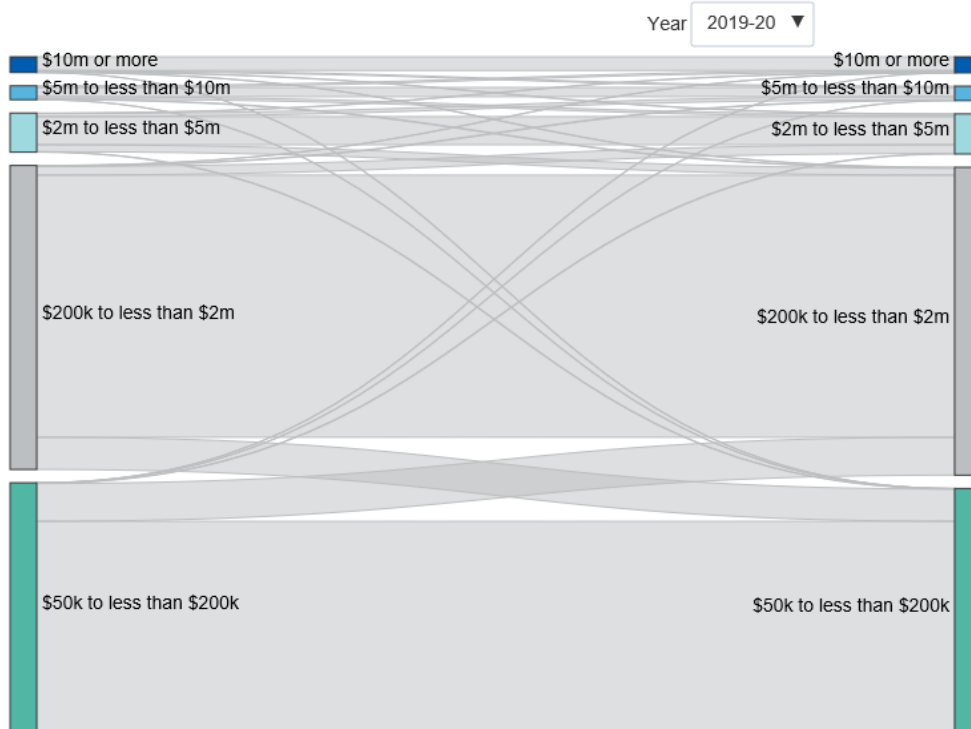 Year 2019-20 ▼
$10m or more $10m or more
$5m to less than $10m $5m to less than $10m
$2m to less than $5m $2m to less than $5m
$200k to less than $2m $200k to less than $2m
$50k to less than $200k $50k to less than $200k